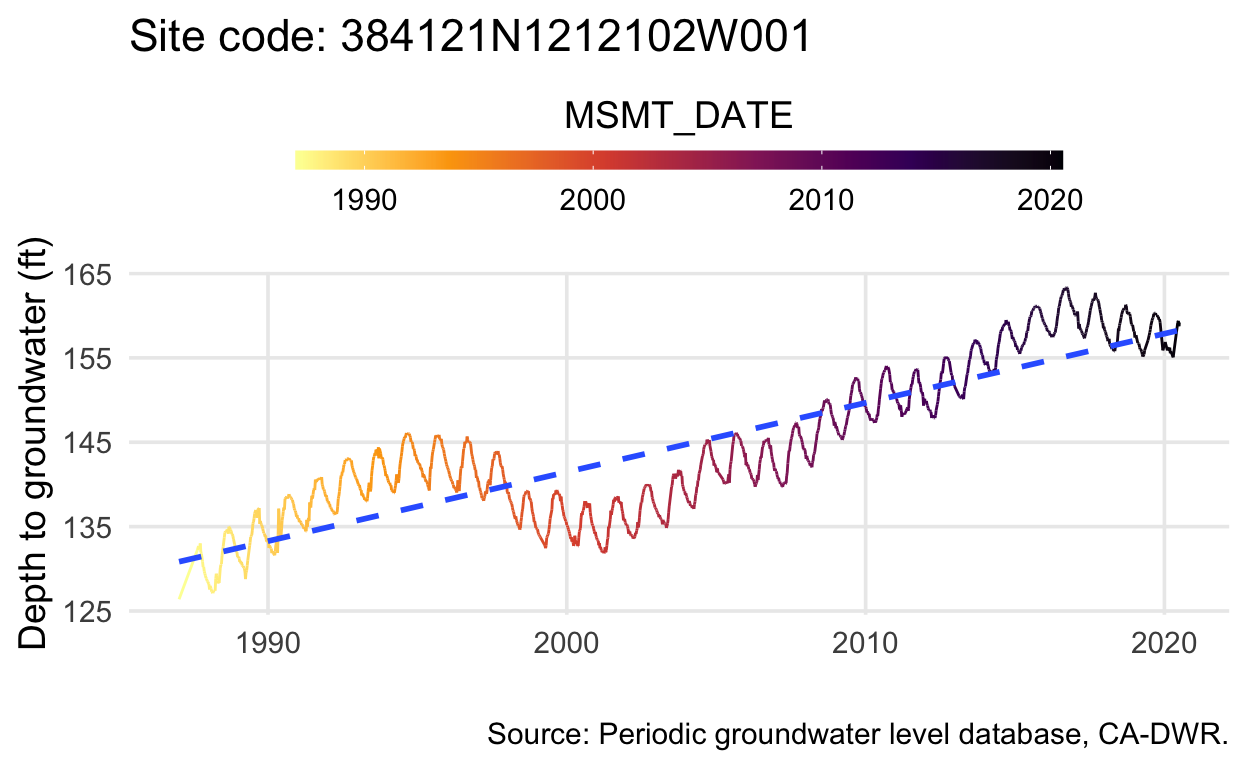 Site code: 384121N1212102W001
MSMT_DATE
1990 2000 2010 2020
Depth to groundwater (ft)
165
155
145
135
125
1990 2000 2010 2020
Source: Periodic groundwater level database, CA-DWR.